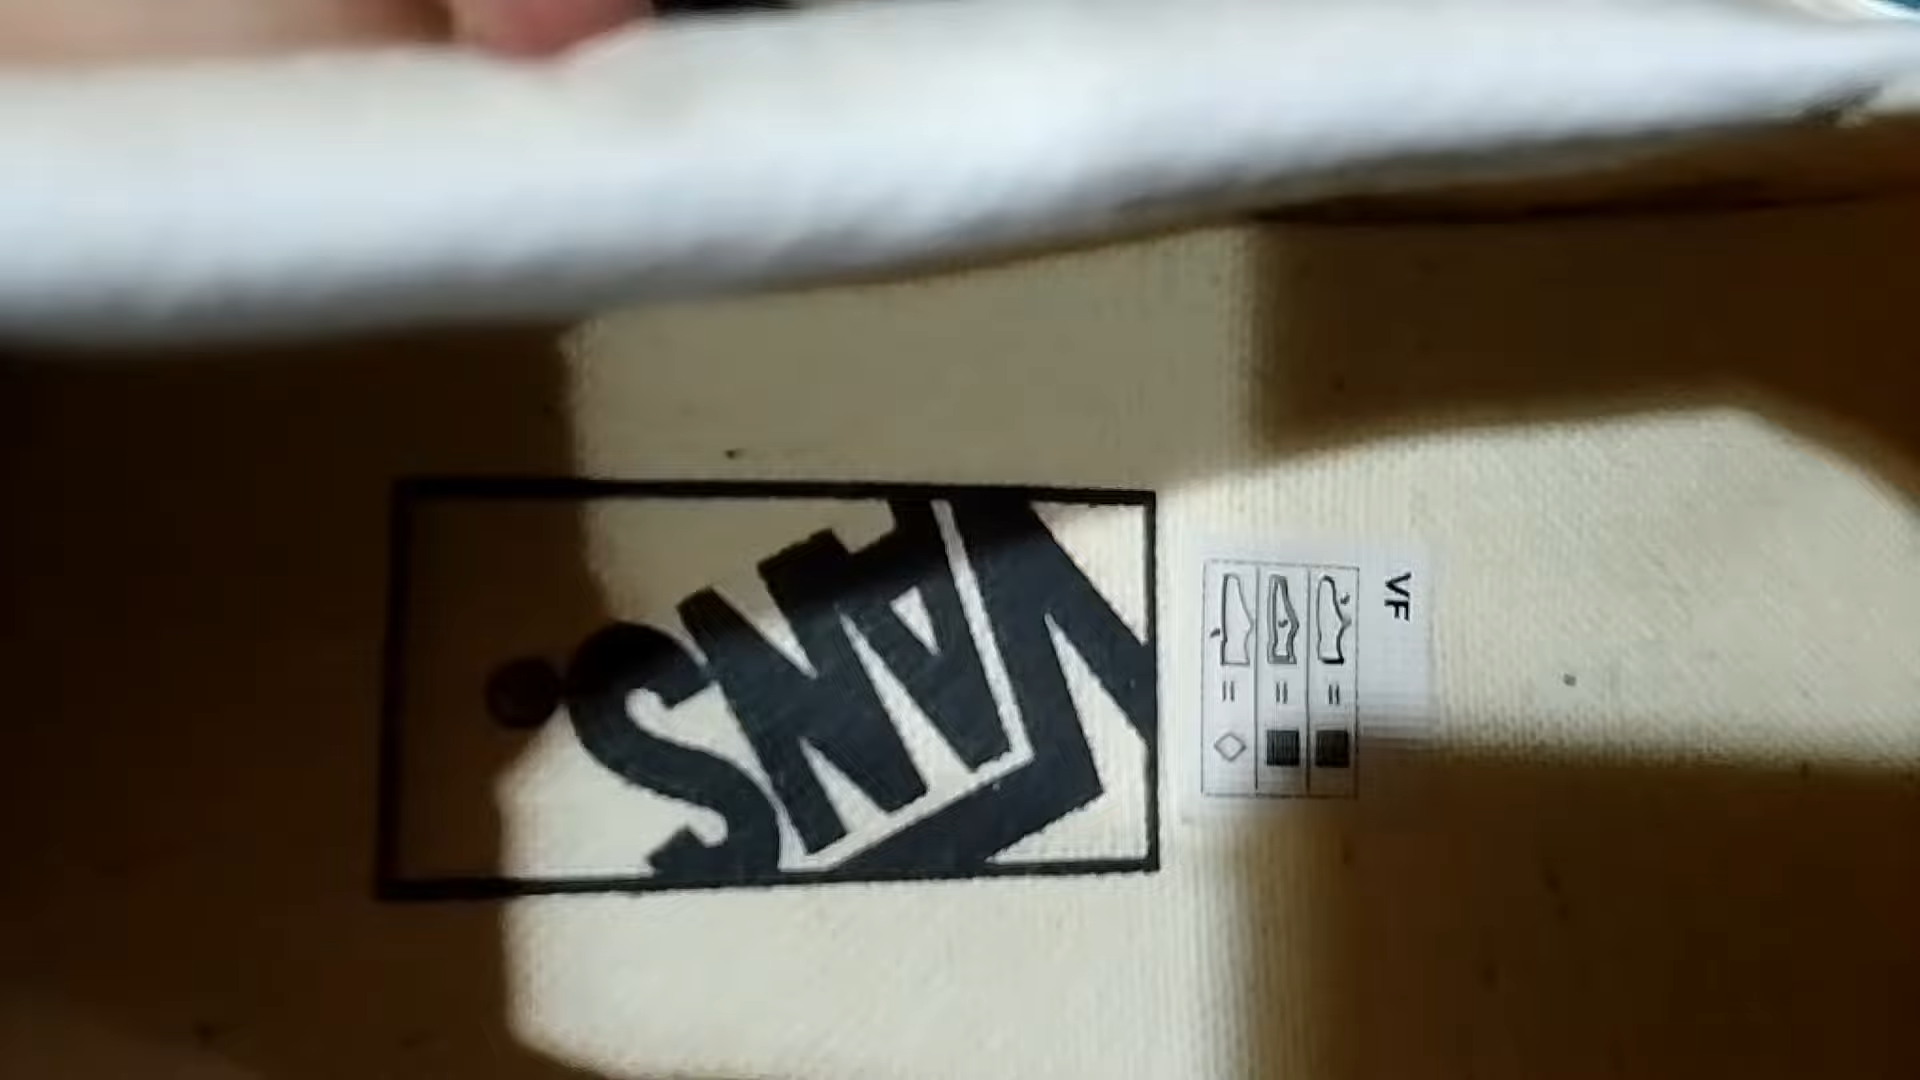 VANS
VF
=
=
=